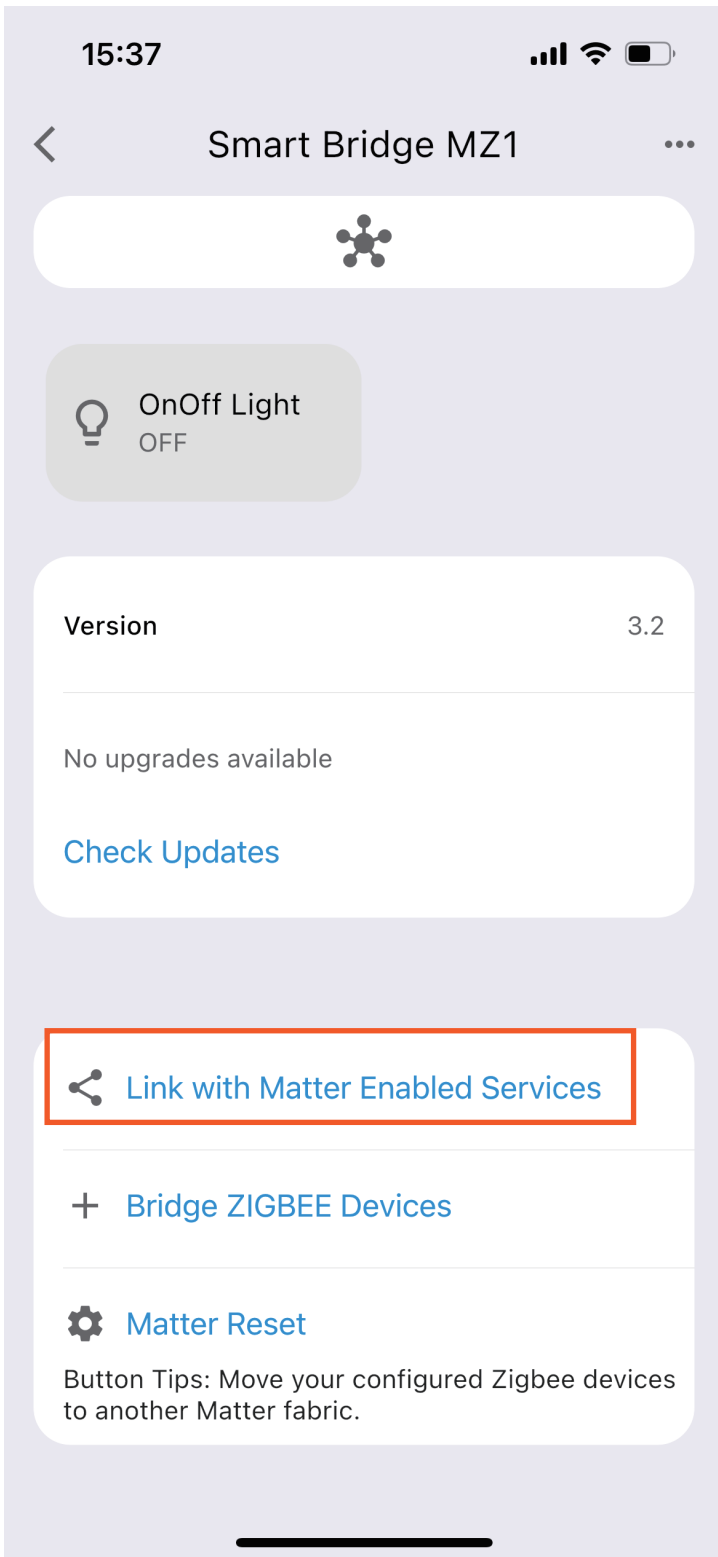 15:37
Smart Bridge MZ1
OnOff Light
OFF
Version
3.2
No upgrades available
Check Updates
Link with Matter Enabled Services
Bridge ZIGBEE Devices
Matter Reset
Button Tips: Move your configured Zigbee devices
to another Matter fabric.